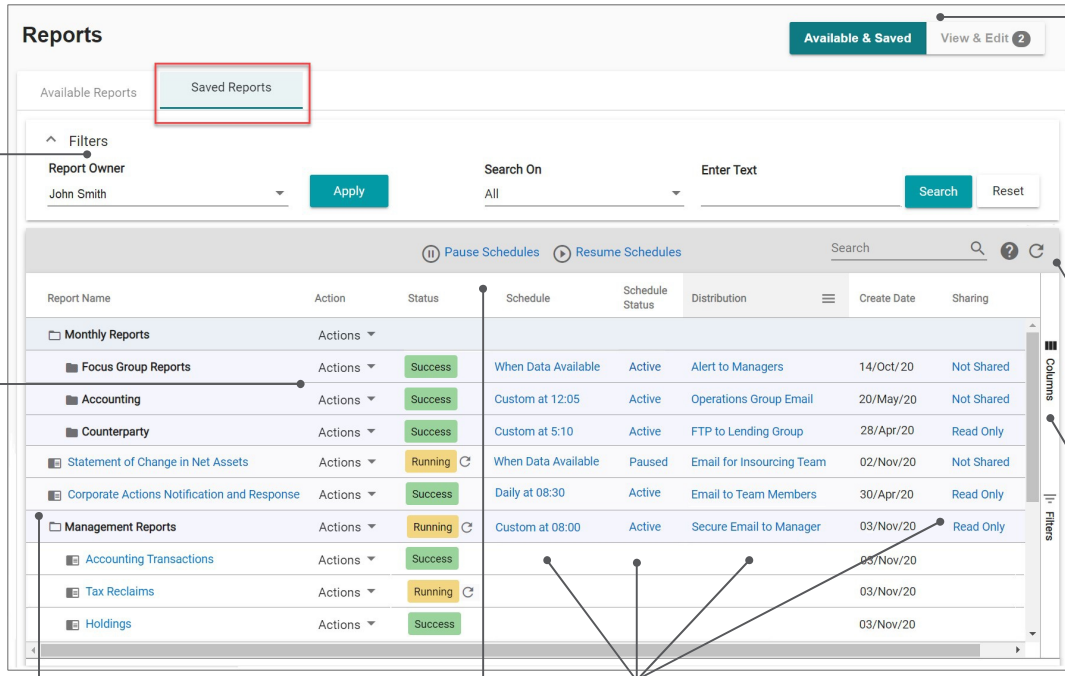 Reports
Available & Saved View & Edit 2
Available Reports Saved Reports
Filters
Report Owner Search On Enter Text
John Smith Apply All Search Reset
Pause Schedules Resume Schedules Search ?
Report Name Action Status Schedule Schedule Status Distribution Create Date Sharing
Monthly Reports Actions
Focus Group Reports Actions Success When Data Available Active Alert to Managers 14/Oct/20 Not Shared
Accounting Actions Success Custom at 12:05 Active Operations Group Email 20/May/20 Not Shared
Counterparty Actions Success Custom at 5:10 Active FTP to Lending Group 28/Apr/20 Read Only
Statement of Change in Net Assets Actions Running When Data Available Paused Email for Insourcing Team 02/Nov/20 Not Shared
Corporate Actions Notification and Response Actions Success Daily at 08:30 Active Email to Team Members 30/Apr/20 Read Only
Management Reports Actions Running Custom at 08:00 Active Secure Email to Manager 03/Nov/20 Read Only
Accounting Transactions Actions Success 03/Nov/20
Tax Reclaims Actions Running 03/Nov/20
Holdings Actions Success 03/Nov/20
Columns
Filters